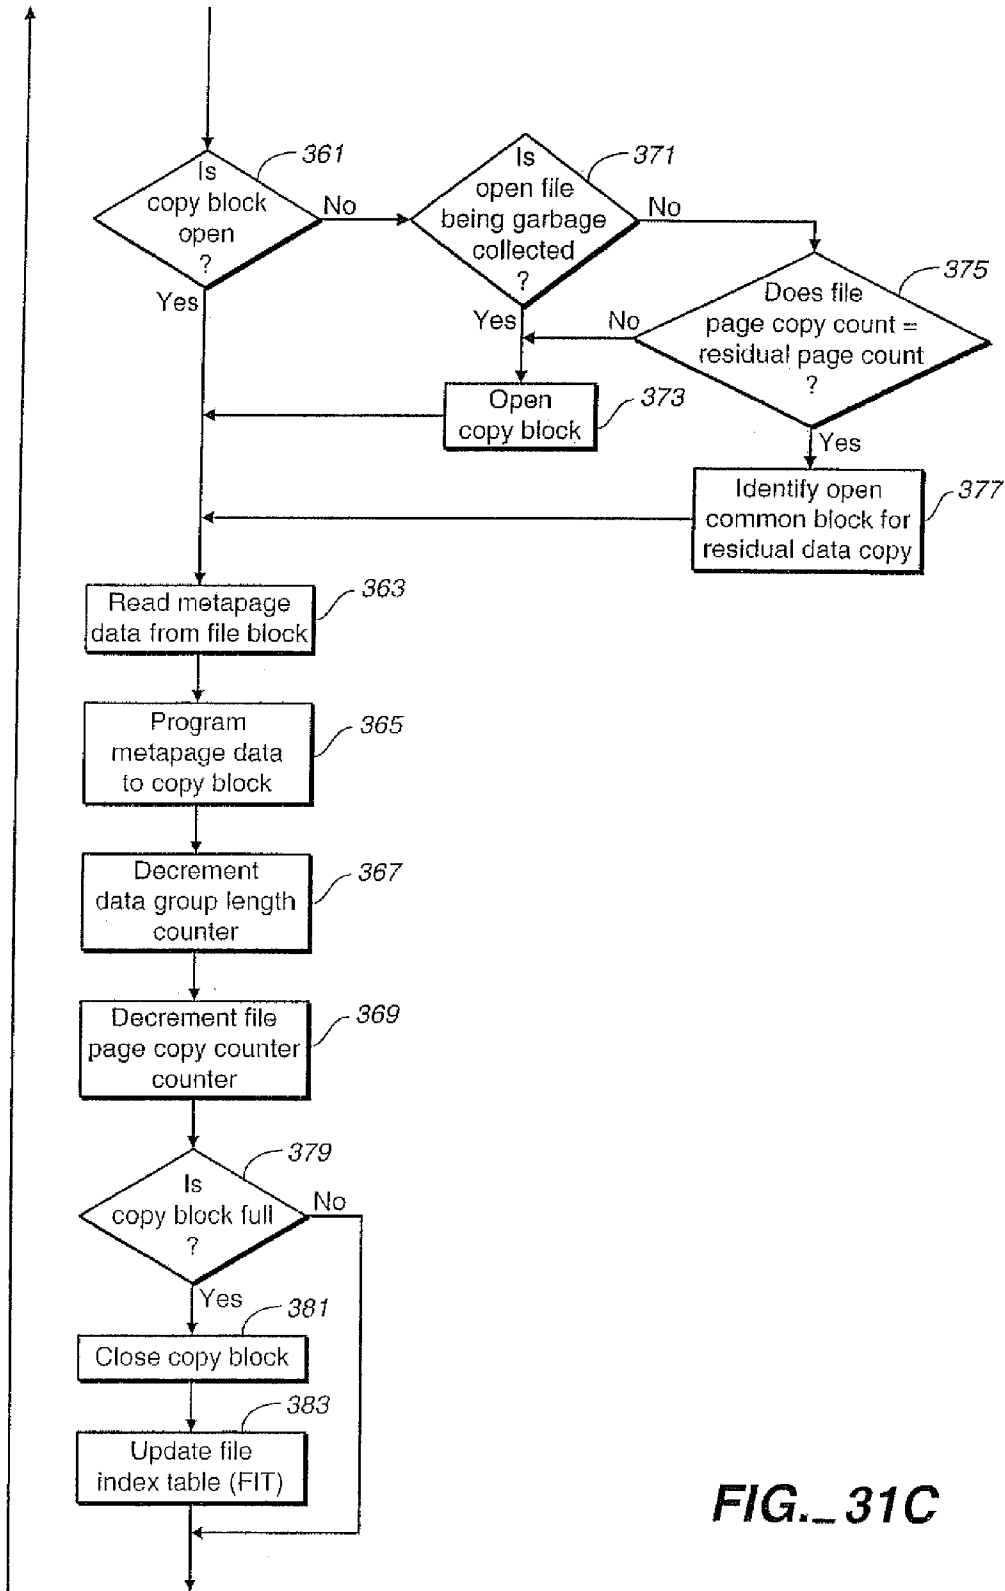 361
Is
copy block
open
?
No
Yes
371
Is
open file
being garbage
collected
?
No
Yes
375
Does file
page copy count =
residual page count
?
No
Yes
Open
copy block
373
Identify open
common block for
residual data copy
377
Read metapage
data from file block
363
Program
metapage data
to copy block
365
Decrement
data group length
counter
367
Decrement file
page copy counter
counter
369
379
Is
copy block full
?
No
Yes
381
Close copy block
383
Update file
index table (FIT)
FIG._31C